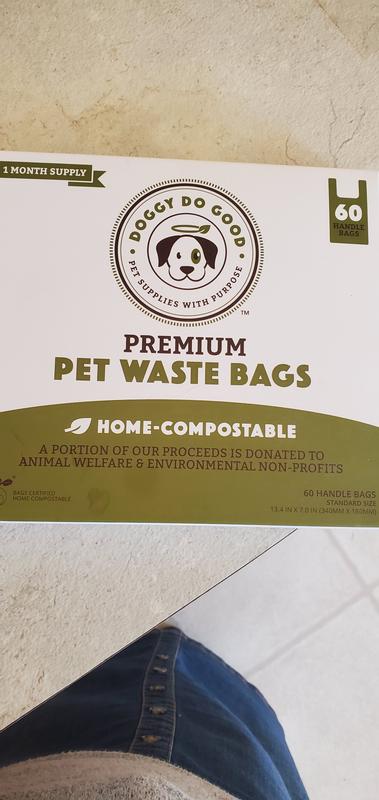 1 MONTH SUPPLY
60
HANDLE
BAGS
DOGGY DO GOOD
PET SUPPLIES WITH PURPOSE
TM
PREMIUM
PET WASTE BAGS
HOME-COMPOSTABLE
A PORTION OF OUR PROCEEDS IS DONATED TO
ANIMAL WELFARE & ENVIRONMENTAL NON-PROFITS
BAGS CERTIFIED
HOME COMPOSTABLE
60 HANDLE BAGS
STANDARD SIZE
13.4 IN X 7.0 IN (340MM X 180MM)